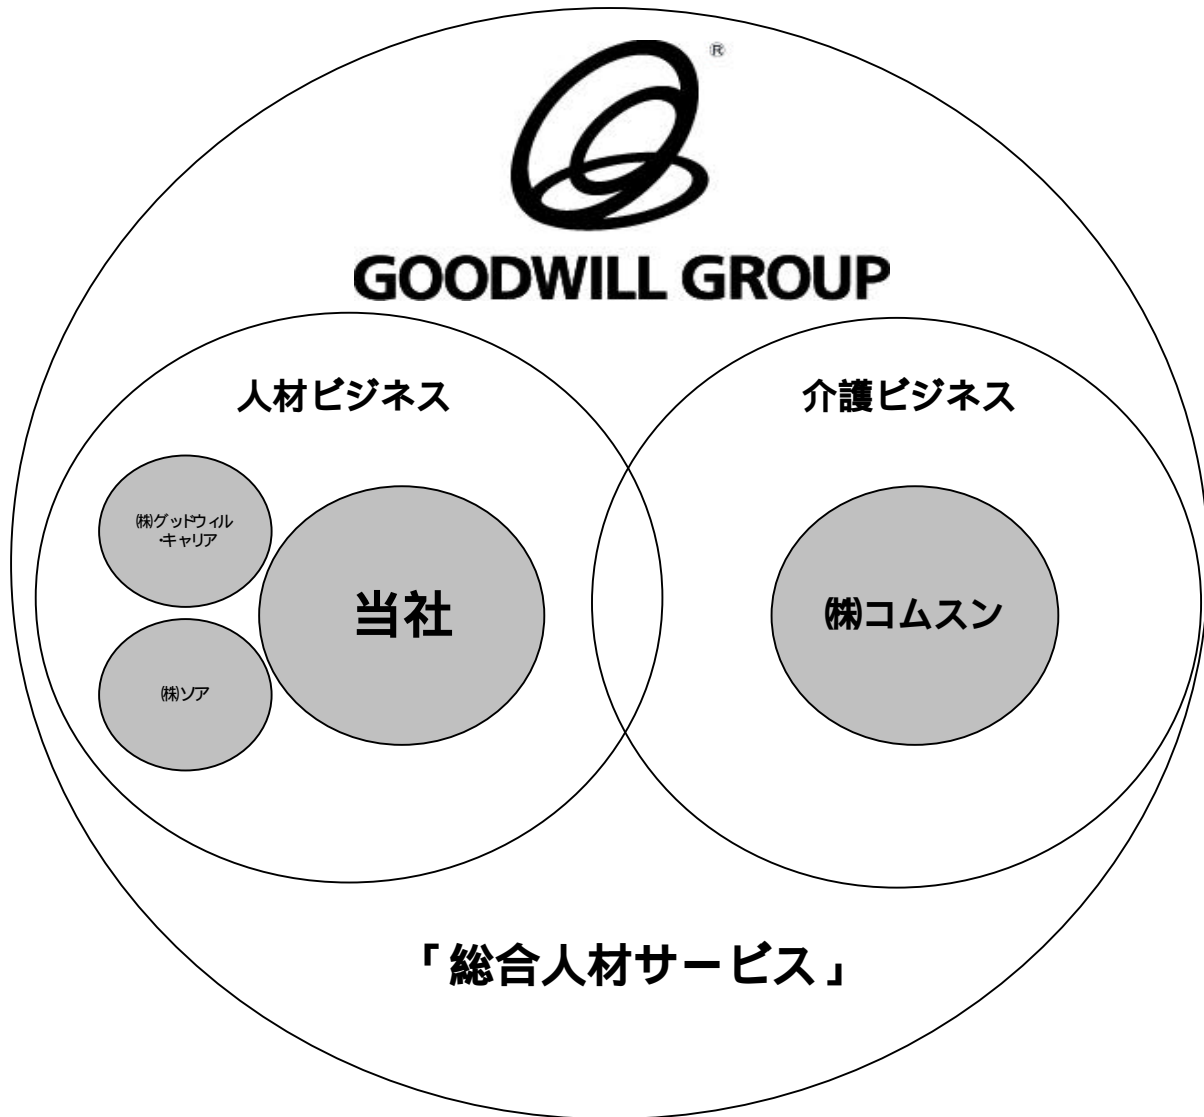 ®
GOODWILL GROUP
人材ビジネス
介護ビジネス
㈱グッドウィル
・キャリア
当社
㈱コムスン
㈱ソア
「総合人材サービス」